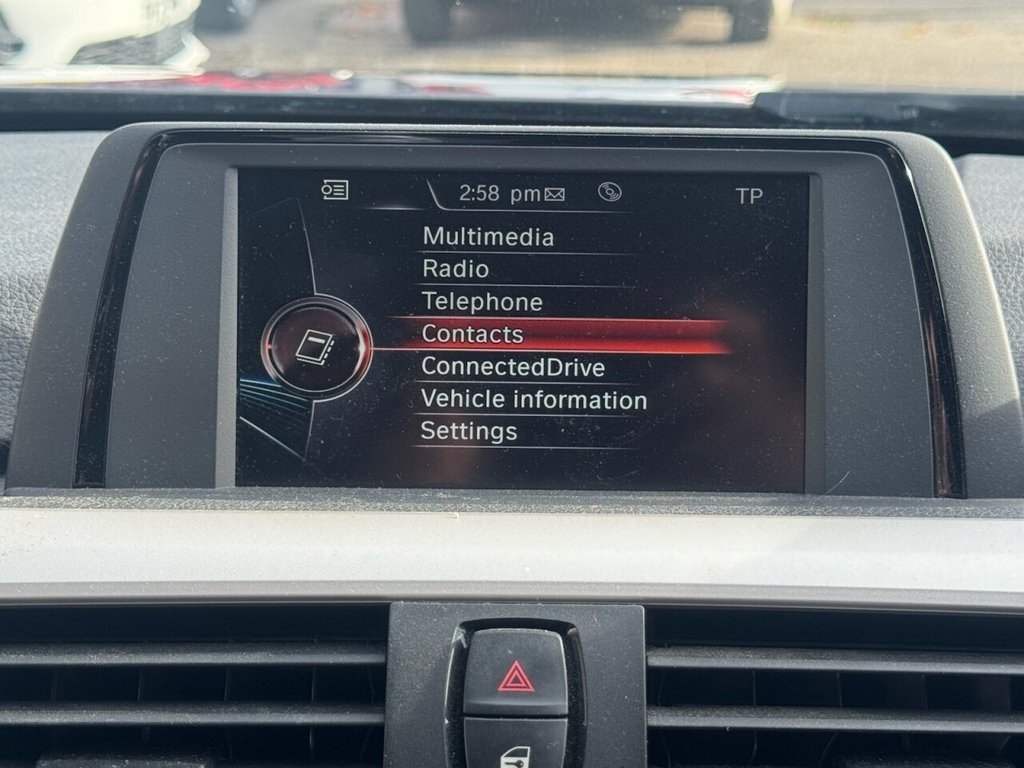 2:58 pm TP
Multimedia
Radio
Telephone
Contacts
ConnectedDrive
Vehicle information
Settings